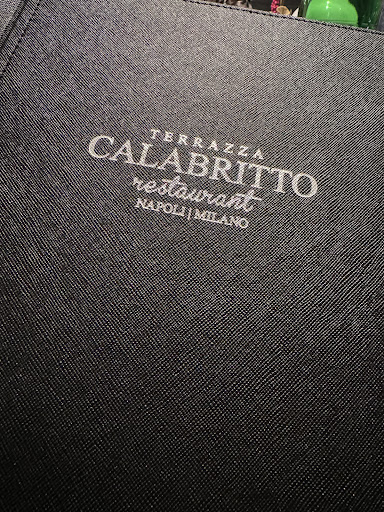 TERRAZZA
CALABRITTO
restaurant
NAPOLI | MILANO